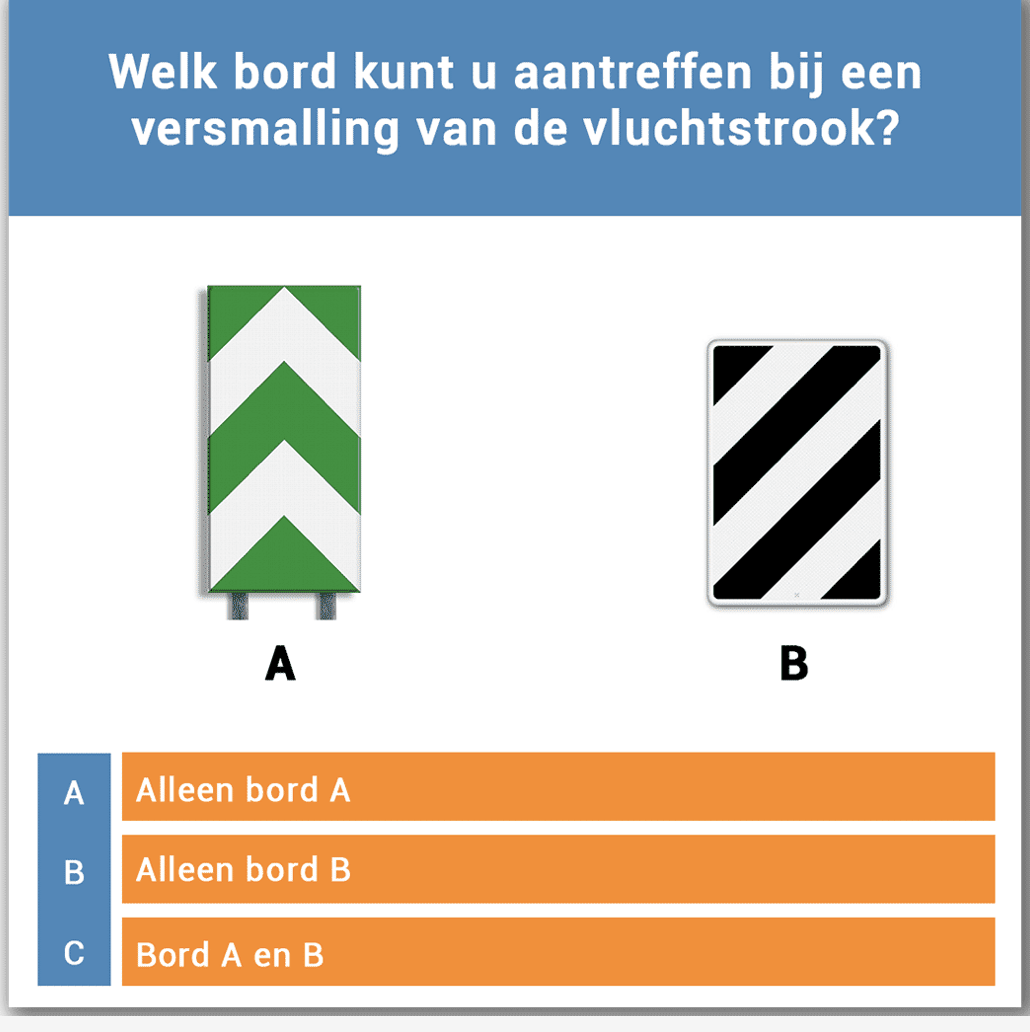 Welk bord kunt u aantreffen bij een
versmalling van de vluchtstrook?
A
B
A Alleen bord A
B Alleen bord B
C Bord A en B